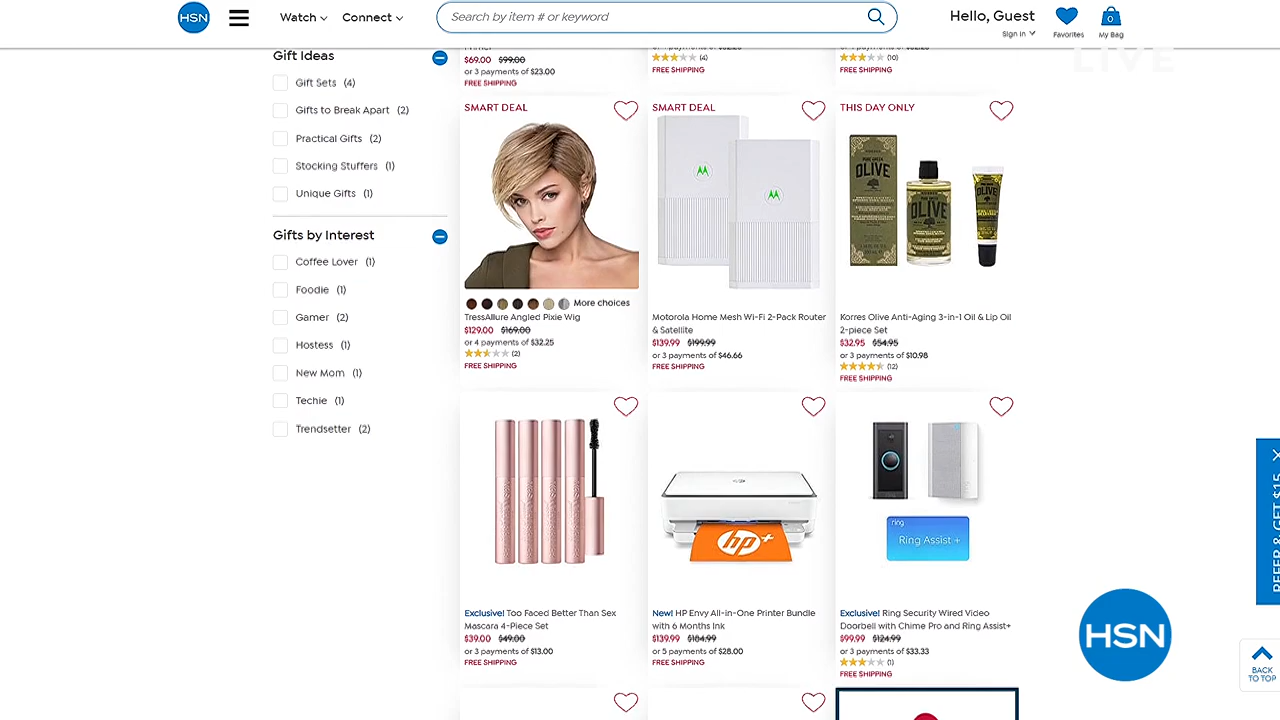 HSN
Watch
Connect
Search by item # or keyword
Hello, Guest
Sign in
Favorites
0
My Bag
LIVE
Gift Ideas
Gift Sets (4)
Gifts to Break Apart (2)
Practical Gifts (2)
Stocking Stuffers (1)
Unique Gifts (1)
Gifts by Interest
Coffee Lover (1)
Foodie (1)
Gamer (2)
Hostess (1)
New Mom (1)
Techie (1)
Trendsetter (2)
$69.00 $99.00
or 3 payments of $23.00
FREE SHIPPING
(4)
FREE SHIPPING
(10)
FREE SHIPPING
SMART DEAL
More choices
TressAllure Angled Pixie Wig
$129.00 $169.00
or 4 payments of $32.25
(2)
FREE SHIPPING
SMART DEAL
Motorola Home Mesh Wi-Fi 2-Pack Router
& Satellite
$139.99 $199.99
or 3 payments of $46.66
FREE SHIPPING
THIS DAY ONLY
OLIVE
OLIVE
OLIVE
Korres Olive Anti-Aging 3-in-1 Oil & Lip Oil
2-piece Set
$32.95 $54.95
or 3 payments of $10.98
(12)
FREE SHIPPING
Exclusive! Too Faced Better Than Sex
Mascara 4-Piece Set
$39.00 $49.00
or 3 payments of $13.00
FREE SHIPPING
hp+
New! HP Envy All-in-One Printer Bundle
with 6 Months Ink
$139.99 $184.99
or 5 payments of $28.00
FREE SHIPPING
ring
Ring Assist +
Exclusive! Ring Security Wired Video
Doorbell with Chime Pro and Ring Assist+
$99.99 $124.99
or 3 payments of $33.33
(1)
FREE SHIPPING
REFER & GET $15
HSN
BACK
TO TOP